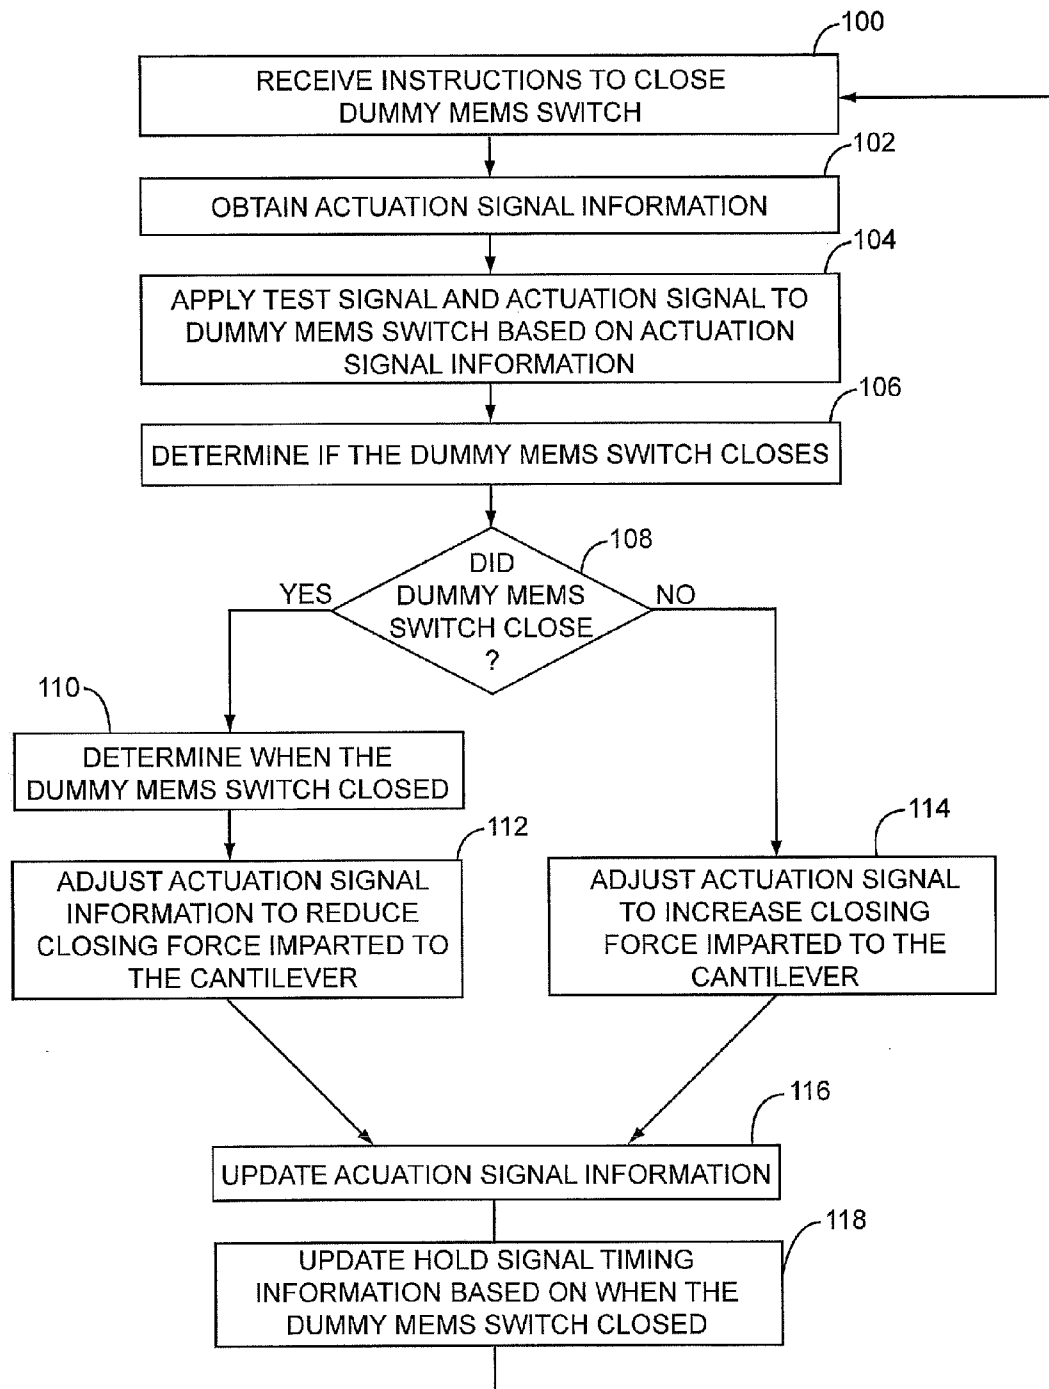 100
RECEIVE INSTRUCTIONS TO CLOSE
DUMMY MEMS SWITCH
102
OBTAIN ACTUATION SIGNAL INFORMATION
104
APPLY TEST SIGNAL AND ACTUATION SIGNAL TO
DUMMY MEMS SWITCH BASED ON ACTUATION
SIGNAL INFORMATION
106
DETERMINE IF THE DUMMY MEMS SWITCH CLOSES
108
DID
DUMMY MEMS
SWITCH CLOSE
?
YES
NO
110
DETERMINE WHEN THE
DUMMY MEMS SWITCH CLOSED
112
ADJUST ACTUATION SIGNAL
INFORMATION TO REDUCE
CLOSING FORCE IMPARTED TO
THE CANTILEVER
114
ADJUST ACTUATION SIGNAL
TO INCREASE CLOSING
FORCE IMPARTED TO THE
CANTILEVER
116
UPDATE ACUATION SIGNAL INFORMATION
118
UPDATE HOLD SIGNAL TIMING
INFORMATION BASED ON WHEN THE
DUMMY MEMS SWITCH CLOSED